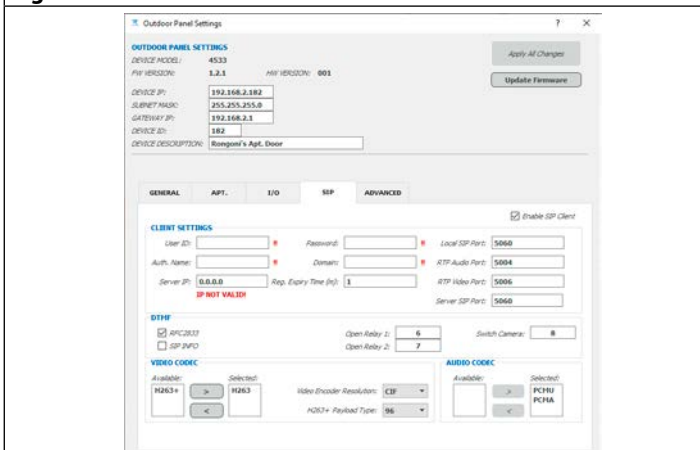 Outdoor Panel Settings ? ×
OUTDOOR PANEL SETTINGS
DEVICE MODEL: 4533
FW VERSION: 1.2.1 HW VERSION: 001
Apply All Changes
Update Firmware
DEVICE IP: 192.168.2.182
SUBNET MASK: 255.255.255.0
GATEWAY IP: 192.168.2.1
DEVICE ID: 182
DEVICE DESCRIPTION: Rongoni's Apt. Door
GENERAL APT. I/O SIP ADVANCED
Enable SIP Client
CLIENT SETTINGS
User ID: !! Password: !! Local SIP Port: 5060
Auth. Name: !! Domain: !! RTP Audio Port: 5004
Server IP: 0.0.0.0 Reg. Expiry Time (h): 1 RTP Video Port: 5006
IP NOT VALID!
Server SIP Port: 5060
DTMF
RFC2833 Open Relay 1: 6 Switch Camera: 8
SIP INFO Open Relay 2: 7
VIDEO CODEC AUDIO CODEC
Available: Selected: Available: Selected:
H263+ > H263 Video Encoder Resolution: CIF > PCMU
PCMA
< H263+ Payload Type: 96 <